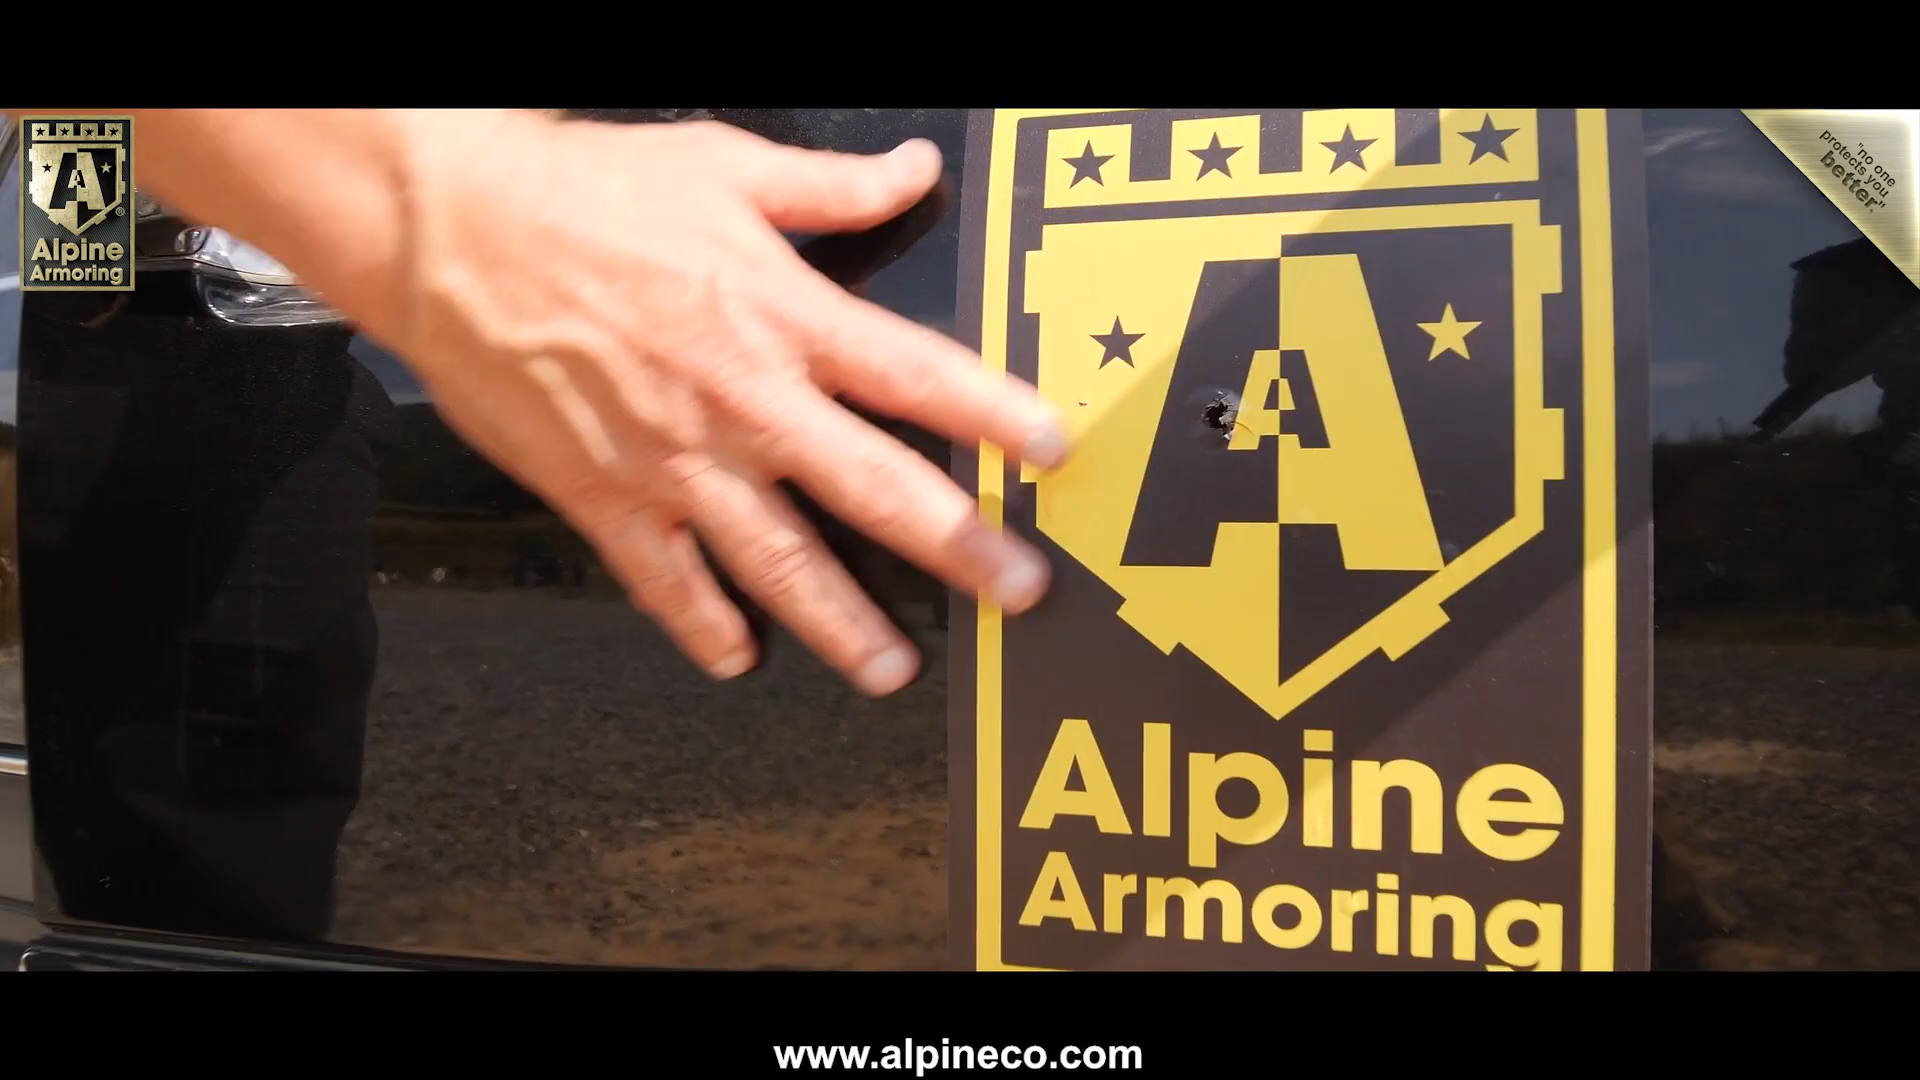 A
Alpine
Armoring
"no one
protects you
better."
A
A
A
Alpine
Armoring
www.alpineco.com